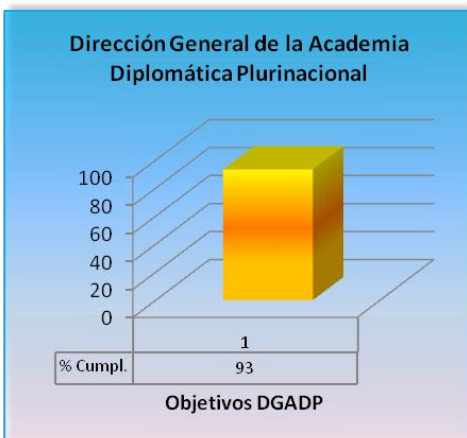 Dirección General de la Academia
Diplomática Plurinacional
100
80
60
40
20
0
1
% Cumpl. 93
Objetivos DGADP